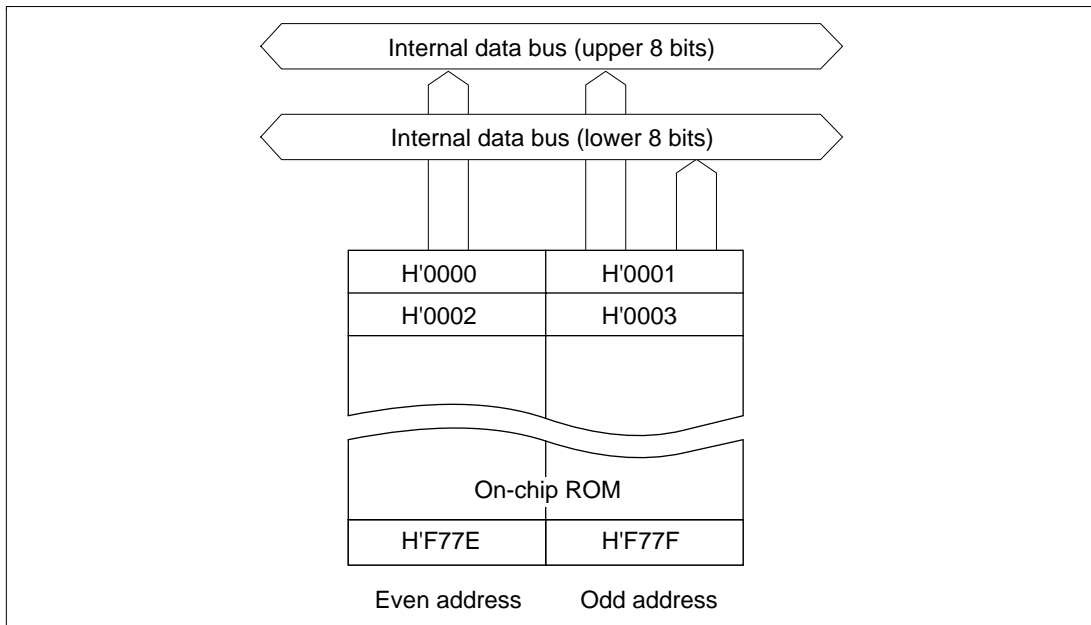 Internal data bus (upper 8 bits)
Internal data bus (lower 8 bits)
H'0000 H'0001
H'0002 H'0003
On-chip ROM
H'F77E H'F77F
Even address Odd address